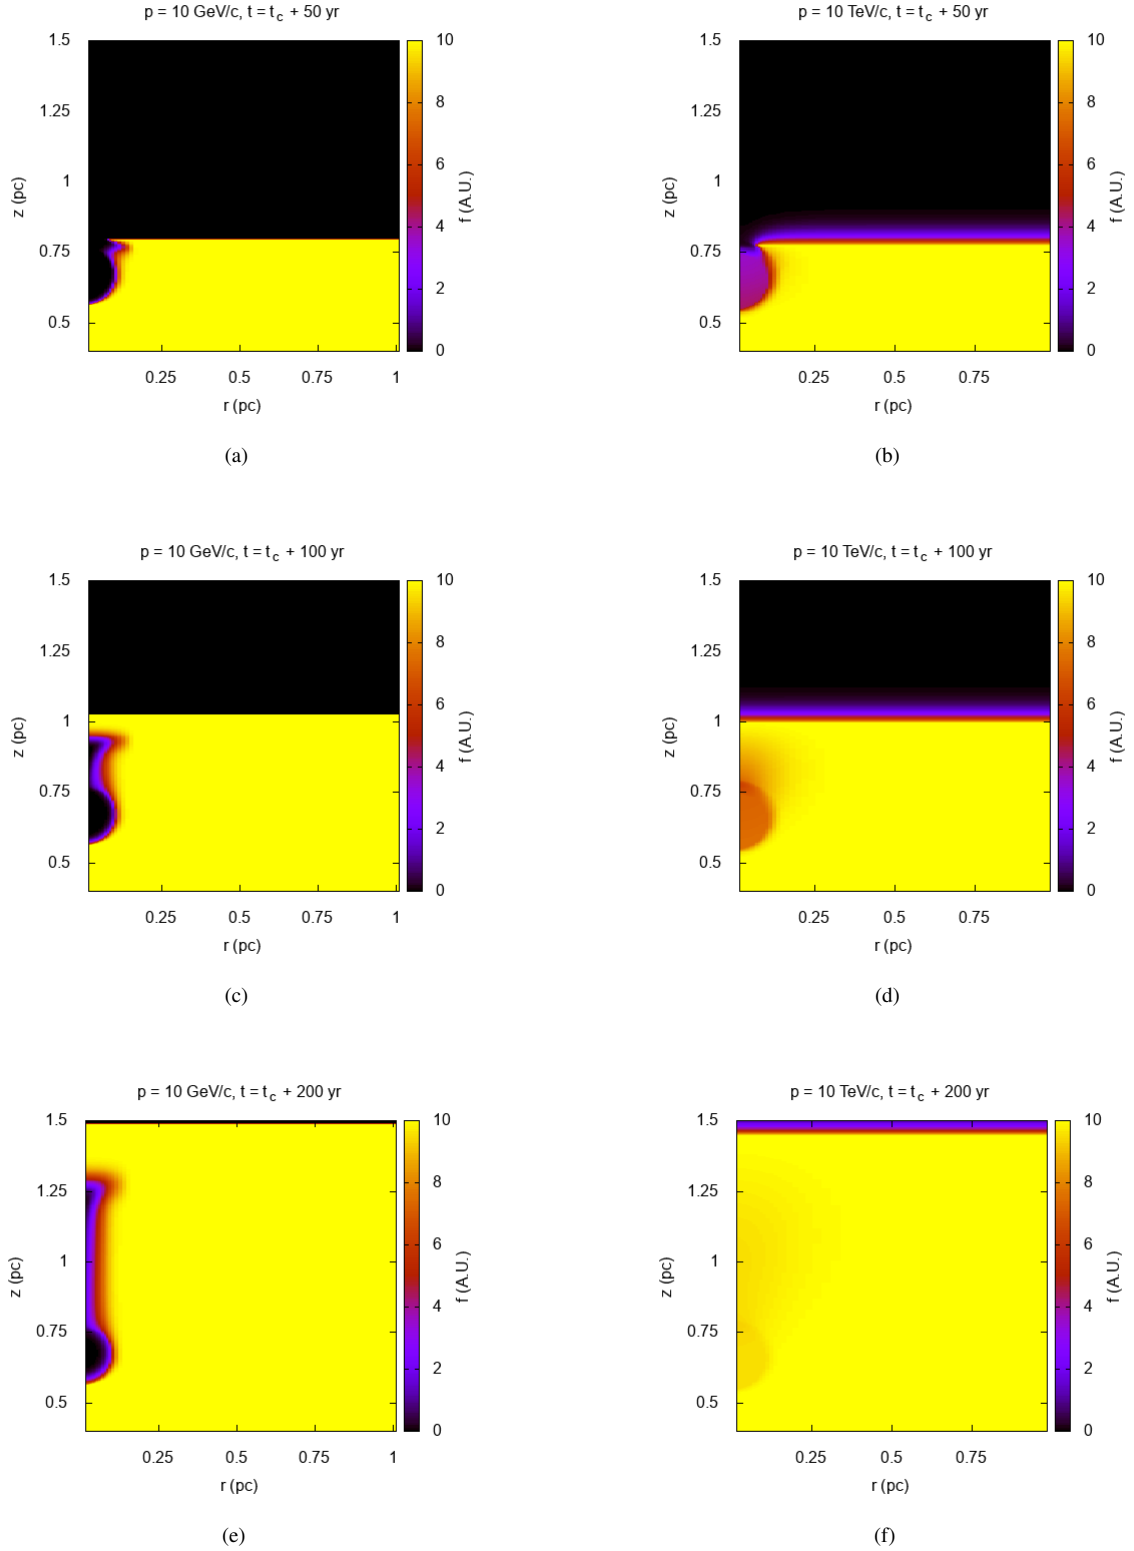 p = 10 GeV/c, t = t c + 50 yr
1.5
1.25
1
0.75
0.5
z (pc)
0.25 0.5 0.75 1
r (pc)
10
8
6
4
2
0
f (A.U.)
(a)
p = 10 TeV/c, t = t c + 50 yr
1.5
1.25
1
0.75
0.5
z (pc)
0.25 0.5 0.75
r (pc)
10
8
6
4
2
0
f (A.U.)
(b)
p = 10 GeV/c, t = t c + 100 yr
1.5
1.25
1
0.75
0.5
z (pc)
0.25 0.5 0.75 1
r (pc)
10
8
6
4
2
0
f (A.U.)
(c)
p = 10 TeV/c, t = t c + 100 yr
1.5
1.25
1
0.75
0.5
z (pc)
0.25 0.5 0.75
r (pc)
10
8
6
4
2
0
f (A.U.)
(d)
p = 10 GeV/c, t = t c + 200 yr
1.5
1.25
1
0.75
0.5
z (pc)
0.25 0.5 0.75 1
r (pc)
10
8
6
4
2
0
f (A.U.)
(e)
p = 10 TeV/c, t = t c + 200 yr
1.5
1.25
1
0.75
0.5
z (pc)
0.25 0.5 0.75
r (pc)
10
8
6
4
2
0
f (A.U.)
(f)